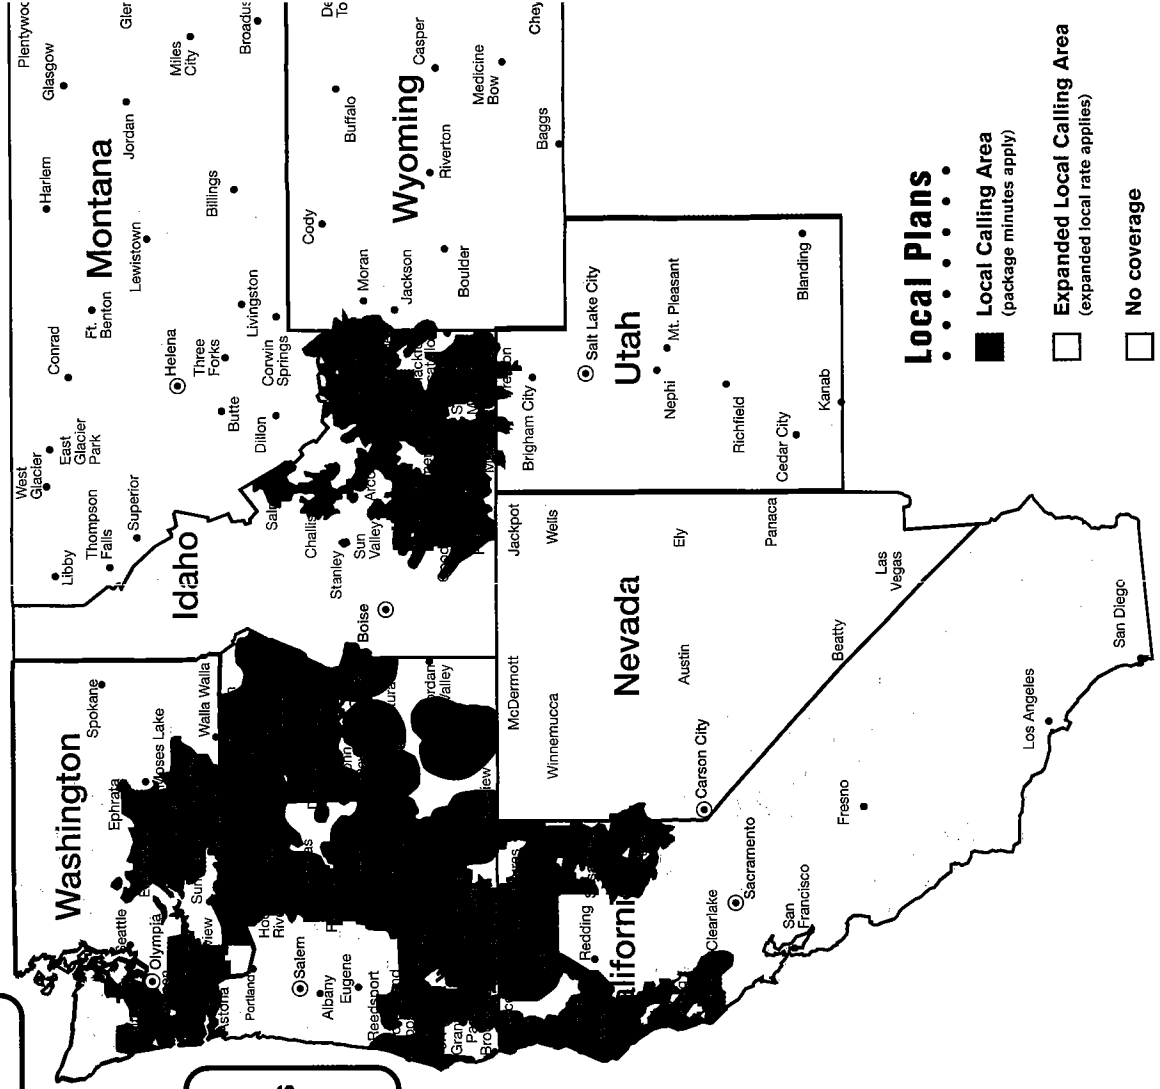 Washington
Spokane
Moses Lake
Ephrata
Walla Walla
Seattle
Olympia
Astoria
Portland
Salem
Albany
Eugene
Reedsport
Idaho
Challis
Stanley
Sun
Valley
Arco
Boise
Montana
Plentywoo
Glasgow
Harlem
Glen
Jordan
Miles
City
Broadus
Billings
Lewistown
Ft.
Benton
Conrad
West
Glacier
East
Glacier
Park
Libby
Thompson
Falls
Superior
Helena
Three
Forks
Butte
Dillon
Livingston
Corwin
Springs
Wyoming
Buffalo
Casper
Medicine
Bow
Riverton
Cody
Moran
Jackson
Boulder
Baggs
Chey
Utah
Brigham City
Salt Lake City
Mt. Pleasant
Nephi
Richfield
Cedar City
Kanab
Blanding
Nevada
Jackpot
Wells
McDermott
Winnemucca
Ely
Austin
Carson City
Panaca
Las
Vegas
Beatty
alifornia
Redding
Clearlake
Sacramento
San
Francisco
Fresno
Los Angeles
San Diego
Local Plans
Local Calling Area
(package minutes apply)
Expanded Local Calling Area
(expanded local rate applies)
No coverage